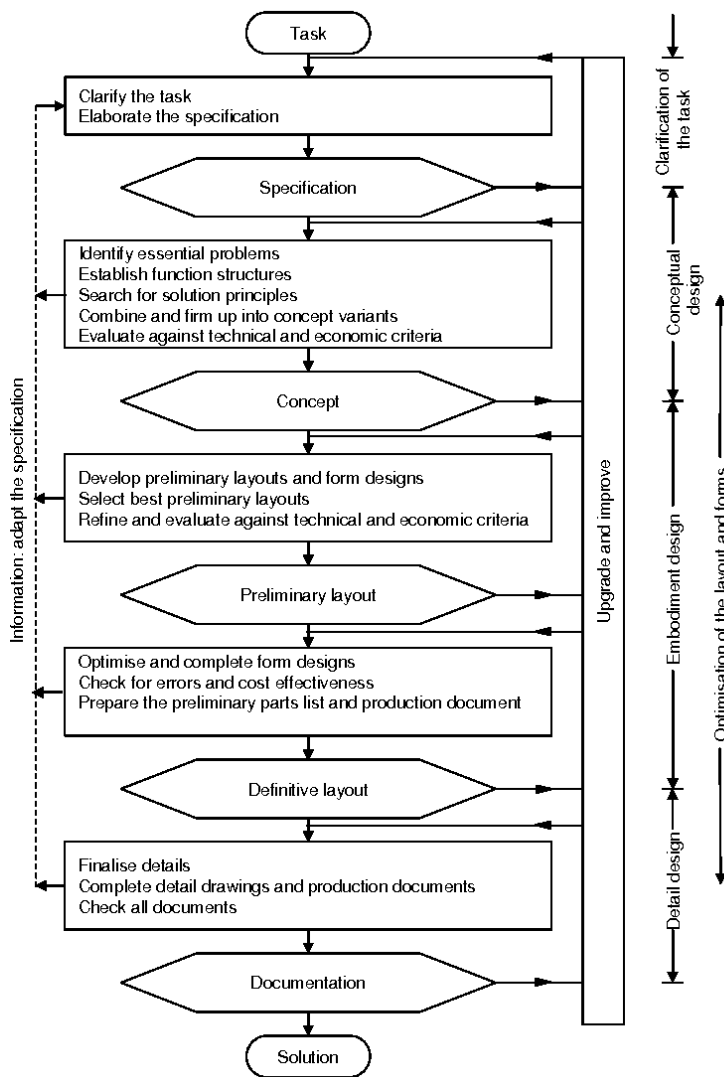 Task
Clarify the task
Elaborate the specification
Specification
Identify essential problems
Establish function structures
Search for solution principles
Combine and firm up into concept variants
Evaluate against technical and economic criteria
Concept
Develop preliminary layouts and form designs
Select best preliminary layouts
Refine and evaluate against technical and economic criteria
Preliminary layout
Optimise and complete form designs
Check for errors and cost effectiveness
Prepare the preliminary parts list and production document
Definitive layout
Finalise details
Complete detail drawings and production documents
Check all documents
Documentation
Solution
Information: adapt the specification
Upgrade and improve
Clarification of
the task
Conceptual
design
Embodiment design
Detail design
Optimisation of the layout and forms